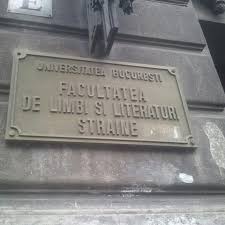 E
UNIVERSITATEA BUCUREȘTI
FACULTATEA
DE LIMBI ȘI LITERATURI
STRĂINE